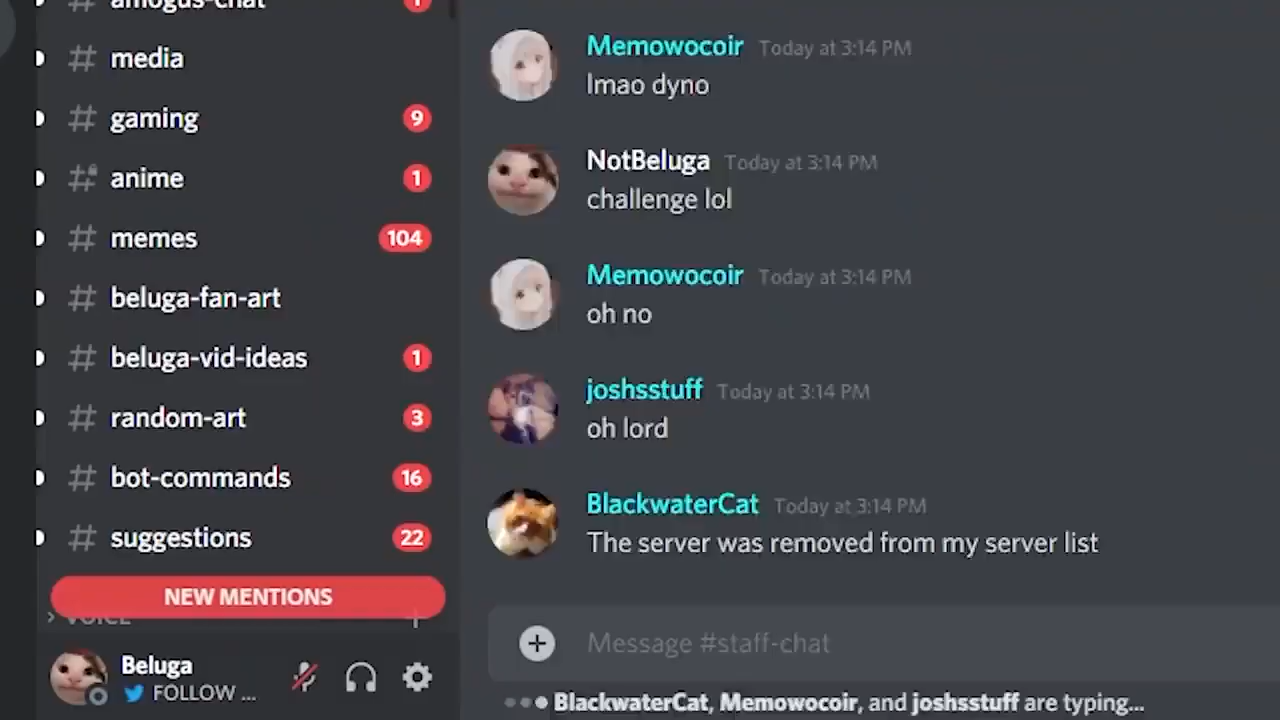 amogus-chat
1
# media
# gaming
9
# anime
1
# memes
104
# beluga-fan-art
# beluga-vid-ideas
1
# random-art
3
# bot-commands
16
# suggestions
22
NEW MENTIONS
VOICE
Beluga
FOLLOW ...
Memowocoir Today at 3:14 PM
lmao dyno
NotBeluga Today at 3:14 PM
challenge lol
Memowocoir Today at 3:14 PM
oh no
joshsstuff Today at 3:14 PM
oh lord
BlackwaterCat Today at 3:14 PM
The server was removed from my server list
Message #staff-chat
BlackwaterCat, Memowocoir, and joshsstuff are typing...